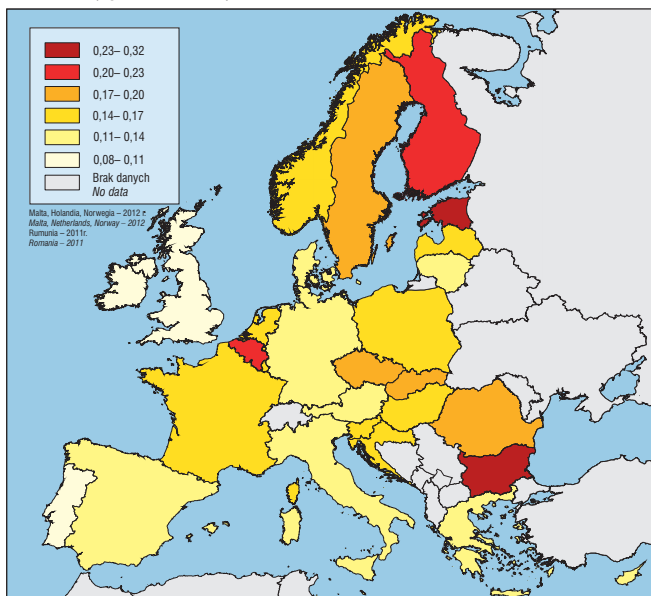 0,23– 0,32
0,20– 0,23
0,17– 0,20
0,14– 0,17
0,11– 0,14
0,08– 0,11
Brak danych
No data
Malta, Holandia, Norwegia – 2012 r.
Malta, Netherlands, Norway – 2012
Rumunia – 2011r.
Romania – 2011